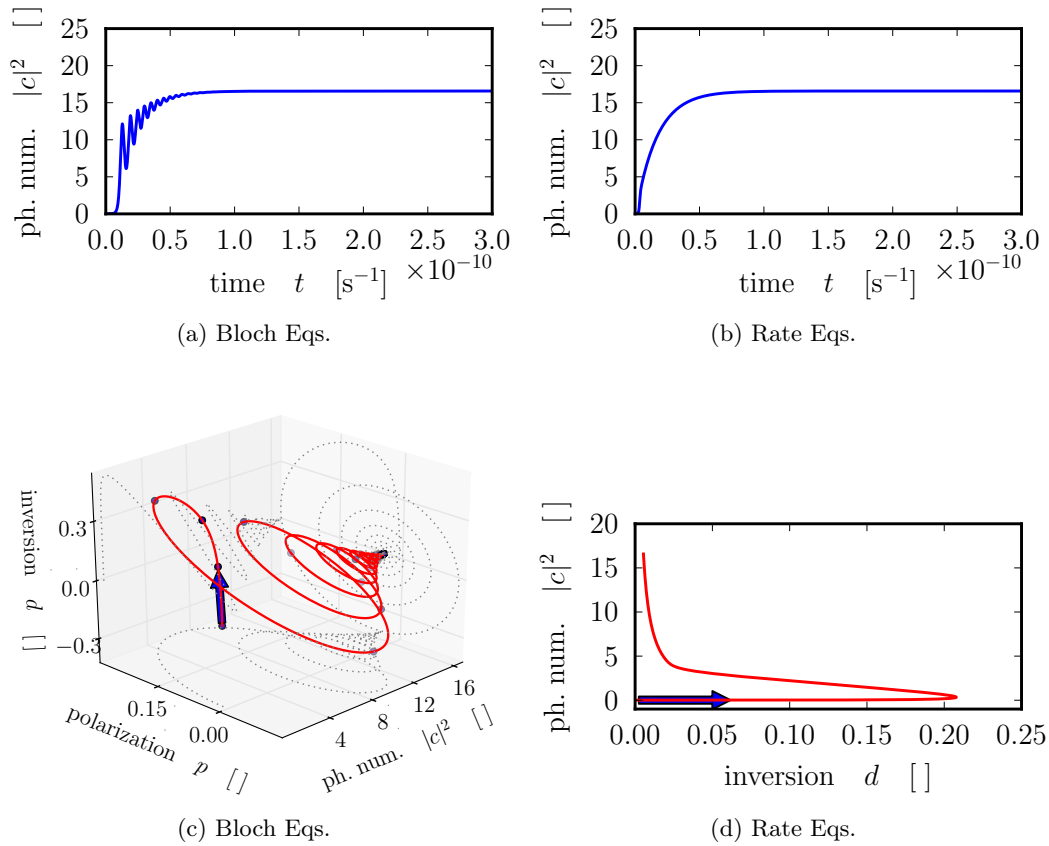 ph. num. |c|² [ ]
25
20
15
10
5
0
0.0 0.5 1.0 1.5 2.0 2.5 3.0
×10⁻¹⁰
time t [s⁻¹]
(a) Bloch Eqs.
ph. num. |c|² [ ]
25
20
15
10
5
0
0.0 0.5 1.0 1.5 2.0 2.5 3.0
×10⁻¹⁰
time t [s⁻¹]
(b) Rate Eqs.
inversion d [ ]
0.3
0.0
−0.3
polarization p [ ]
0.15
0.00
ph. num. |c|² [ ]
4
8
12
16
(c) Bloch Eqs.
ph. num. |c|² [ ]
20
15
10
5
0
0.00 0.05 0.10 0.15 0.20 0.25
inversion d [ ]
(d) Rate Eqs.